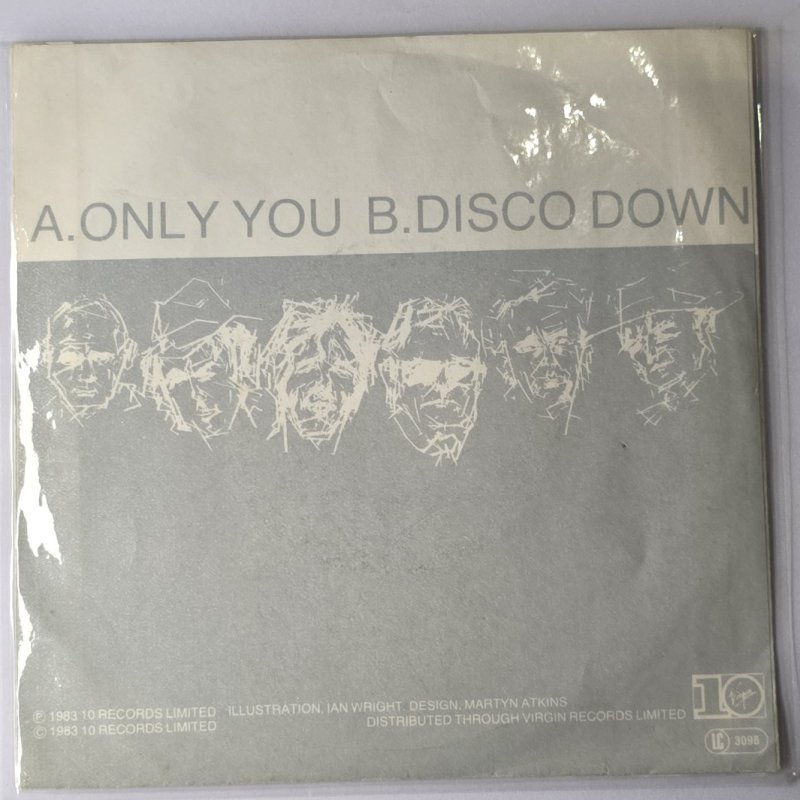 A.ONLY YOU B.DISCO DOWN
℗ 1983 10 RECORDS LIMITED ILLUSTRATION, IAN WRIGHT. DESIGN, MARTYN ATKINS
© 1983 10 RECORDS LIMITED DISTRIBUTED THROUGH VIRGIN RECORDS LIMITED
10 Virgin
LC 3098